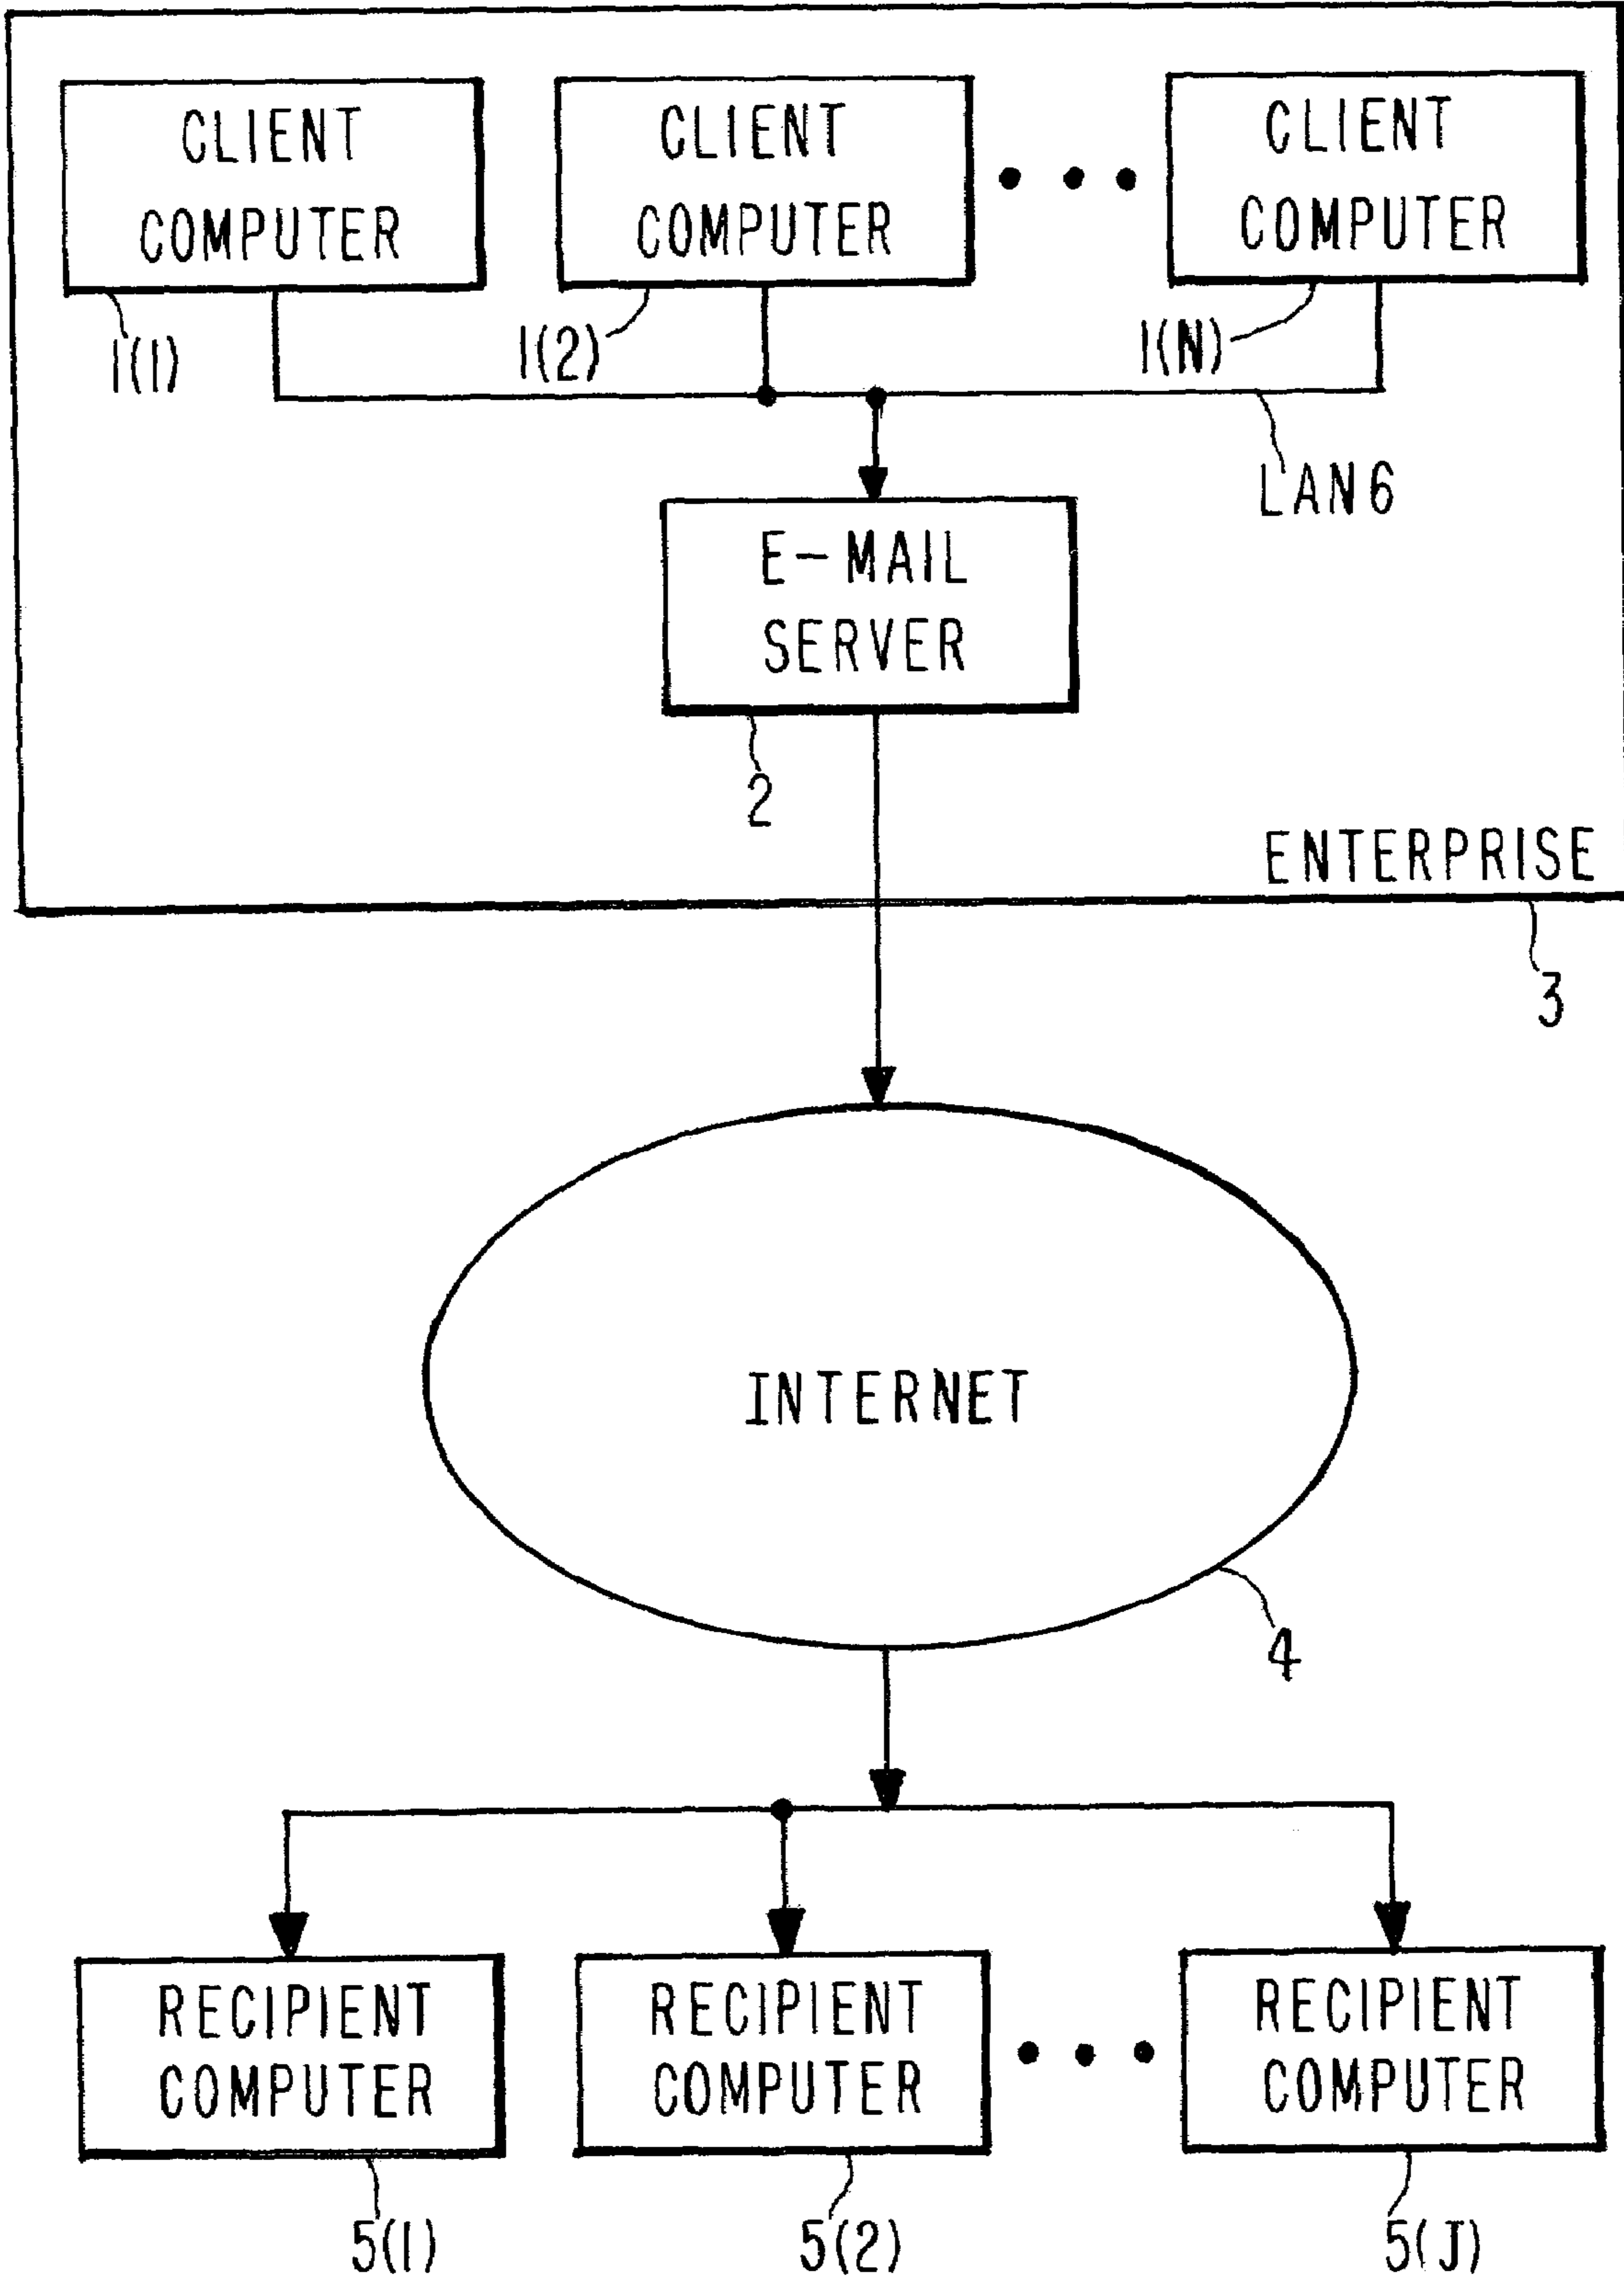 CLIENT
COMPUTER
CLIENT
COMPUTER
CLIENT
COMPUTER
1(1)
1(2)
1(N)
LAN6
E-MAIL
SERVER
2
ENTERPRISE
3
INTERNET
4
RECIPIENT
COMPUTER
RECIPIENT
COMPUTER
RECIPIENT
COMPUTER
5(1)
5(2)
5(J)